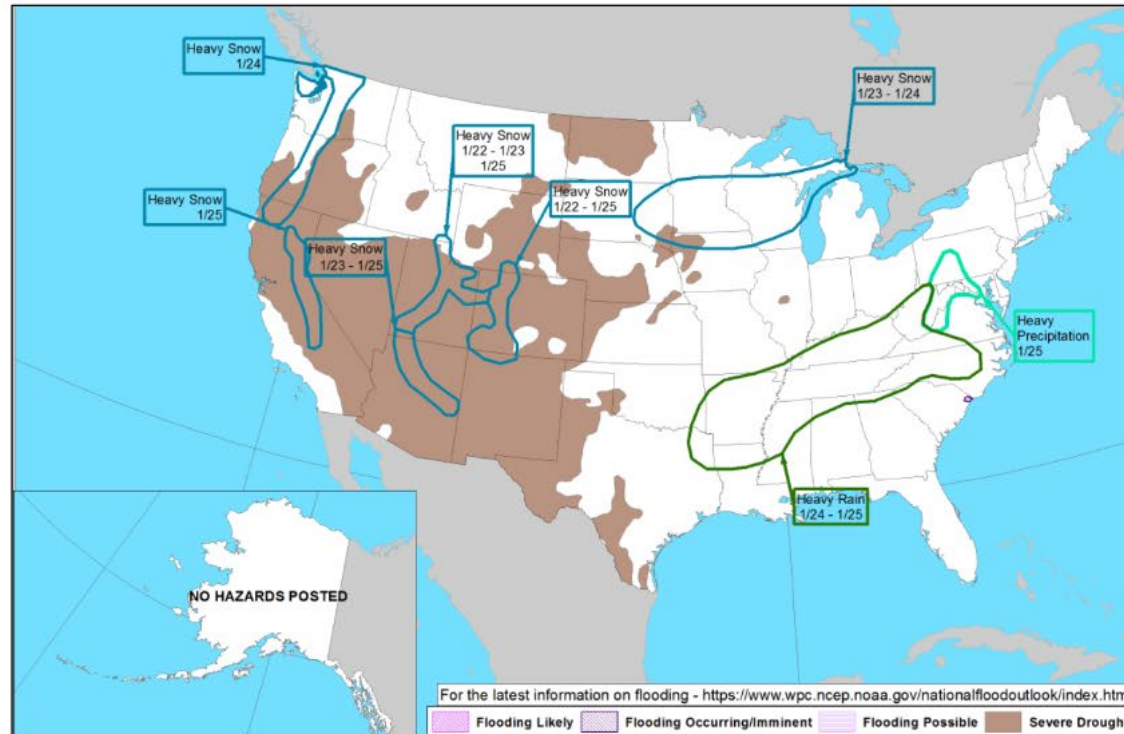 Heavy Snow
1/24
Heavy Snow
1/23 - 1/24
Heavy Snow
1/22 - 1/23
1/25
Heavy Snow
1/22 - 1/25
Heavy Snow
1/25
Heavy Snow
1/23 - 1/25
Heavy
Precipitation
1/25
Heavy Rain
1/24 - 1/25
NO HAZARDS POSTED
For the latest information on flooding - https://www.wpc.ncep.noaa.gov/nationalfloodoutlook/index.htm
Flooding Likely
Flooding Occurring/Imminent
Flooding Possible
Severe Drough